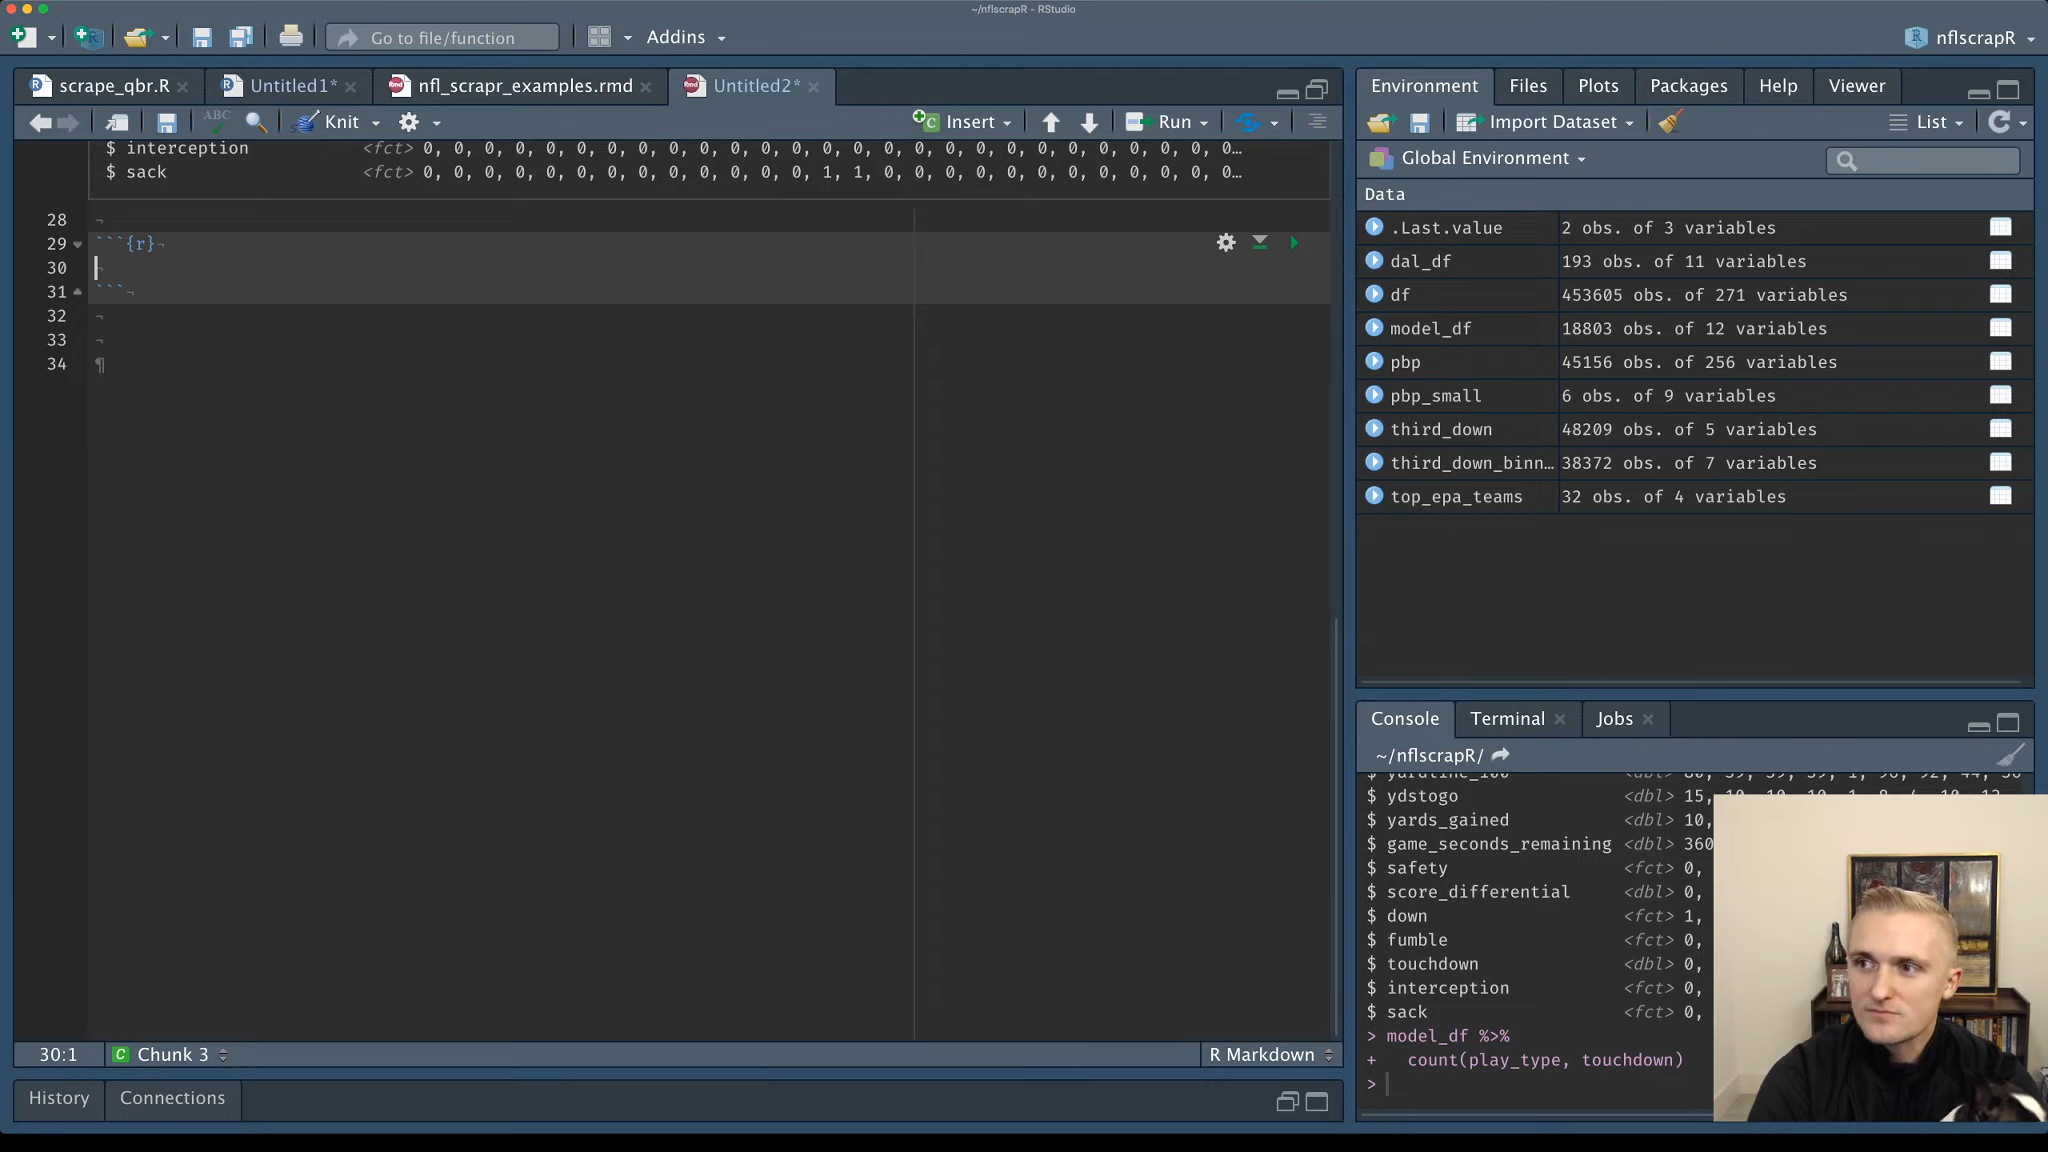 ~/nflscrapR - RStudio
Go to file/function
Addins
nflscrapR
scrape_qbr.R
Untitled1*
nfl_scrapr_examples.rmd
Untitled2*
Environment
Files
Plots
Packages
Help
Viewer
ABC
Knit
Insert
Run
Import Dataset
List
Global Environment
Data
.Last.value 2 obs. of 3 variables
dal_df 193 obs. of 11 variables
df 453605 obs. of 271 variables
model_df 18803 obs. of 12 variables
pbp 45156 obs. of 256 variables
pbp_small 6 obs. of 9 variables
third_down 48209 obs. of 5 variables
third_down_binn… 38372 obs. of 7 variables
top_epa_teams 32 obs. of 4 variables
$ interception <fct> 0, 0, 0, 0, 0, 0, 0, 0, 0, 0, 0, 0, 0, 0, 0, 0, 0, 0, 0, 0, 0, 0, 0, 0, 0, 0, 0…
$ sack <fct> 0, 0, 0, 0, 0, 0, 0, 0, 0, 0, 0, 0, 0, 1, 1, 0, 0, 0, 0, 0, 0, 0, 0, 0, 0, 0, 0…
28 ¬
29 ```{r}¬
30 ¬
31 ```¬
32 ¬
33 ¬
34 ¶
30:1
Chunk 3
R Markdown
History
Connections
Console
Terminal
Jobs
~/nflscrapR/
$ ydstogo <dbl> 15, 10, 10, 10, 1, 8,
$ yards_gained <dbl> 10,
$ game_seconds_remaining <dbl> 360
$ safety <fct> 0,
$ score_differential <dbl> 0,
$ down <fct> 1,
$ fumble <fct> 0,
$ touchdown <dbl> 0,
$ interception <fct> 0,
$ sack <fct> 0,
> model_df %>%
+ count(play_type, touchdown)
>